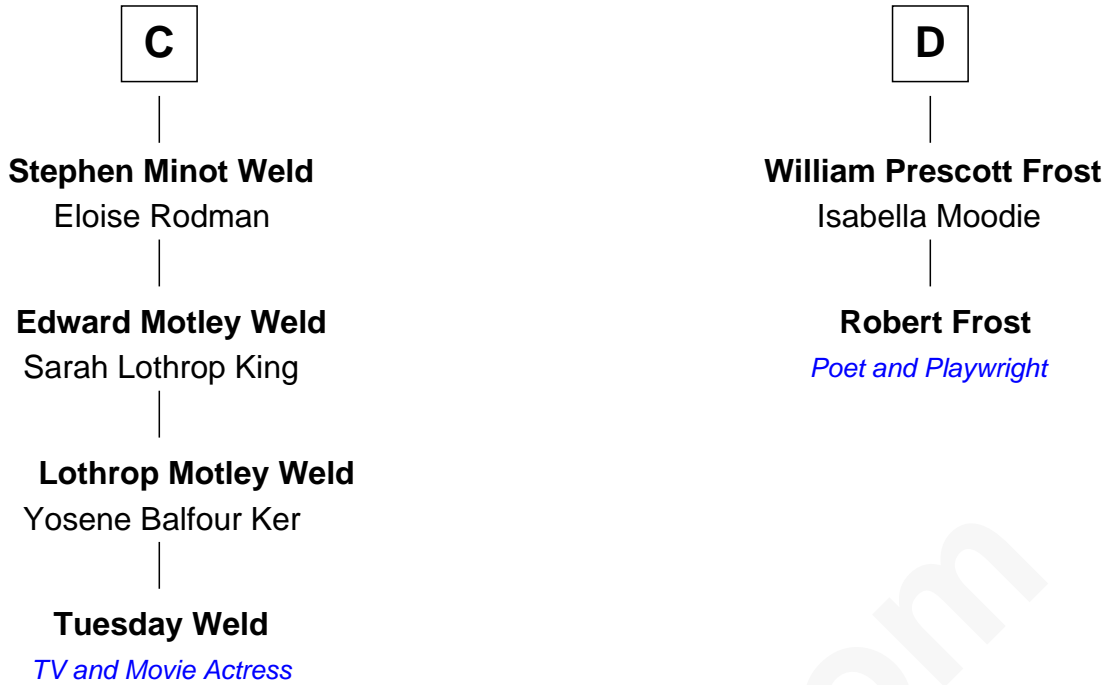 C
Stephen Minot Weld
Eloise Rodman
Edward Motley Weld
Sarah Lothrop King
Lothrop Motley Weld
Yosene Balfour Ker
Tuesday Weld
TV and Movie Actress
D
William Prescott Frost
Isabella Moodie
Robert Frost
Poet and Playwright
om